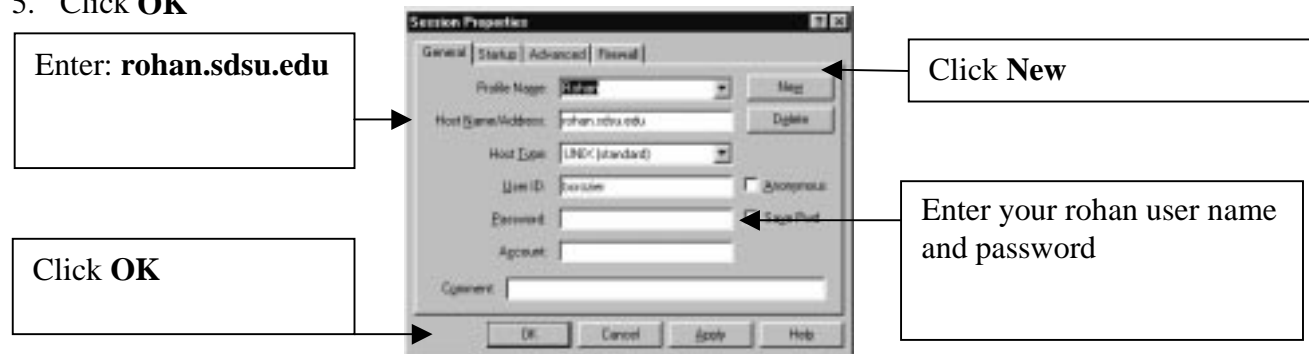 5. Click OK
Session Properties
Enter: rohan.sdsu.edu
Click New
General Startup Advanced Firewall
Profile Name: Rohan New
Host Name/Address: rohan.sdsu.edu Delete
Host Type: UNIX (standard)
User ID: Anonymous
Enter your rohan user name
and password
Password: Save Pwd
Account:
Click OK
Comment:
OK Cancel Apply Help